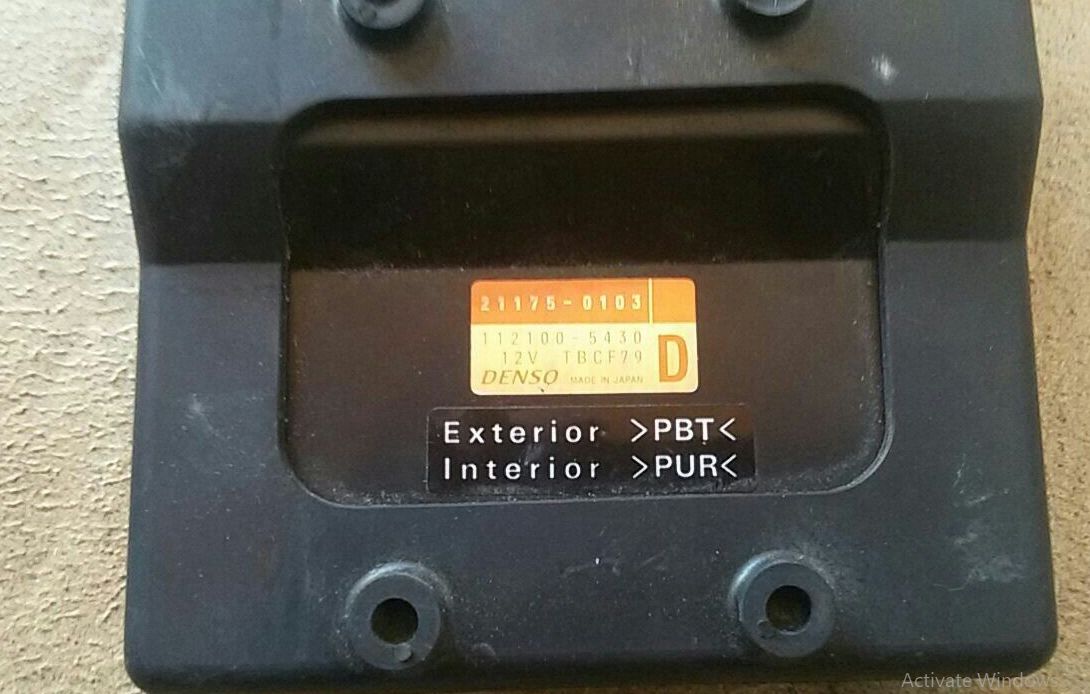 21175-0103
112100-5430
12V TBCF79
D
DENSO MADE IN JAPAN
Exterior >PBT<
Interior >PUR<
Activate Windows